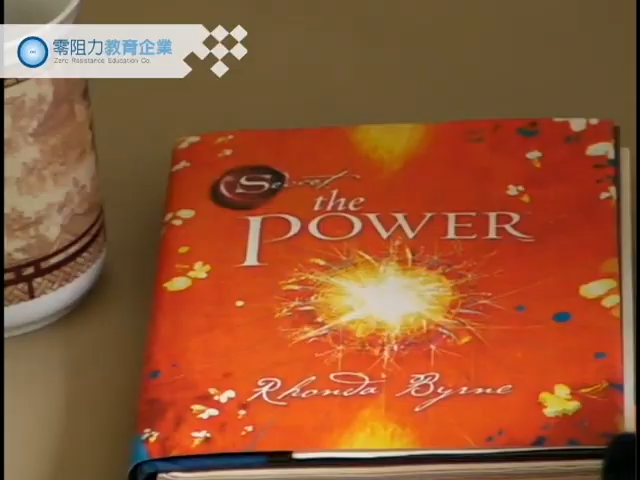 零阻力教育企業
Zero Resistance Education Co.
Secret
the
POWER
Rhonda Byrne